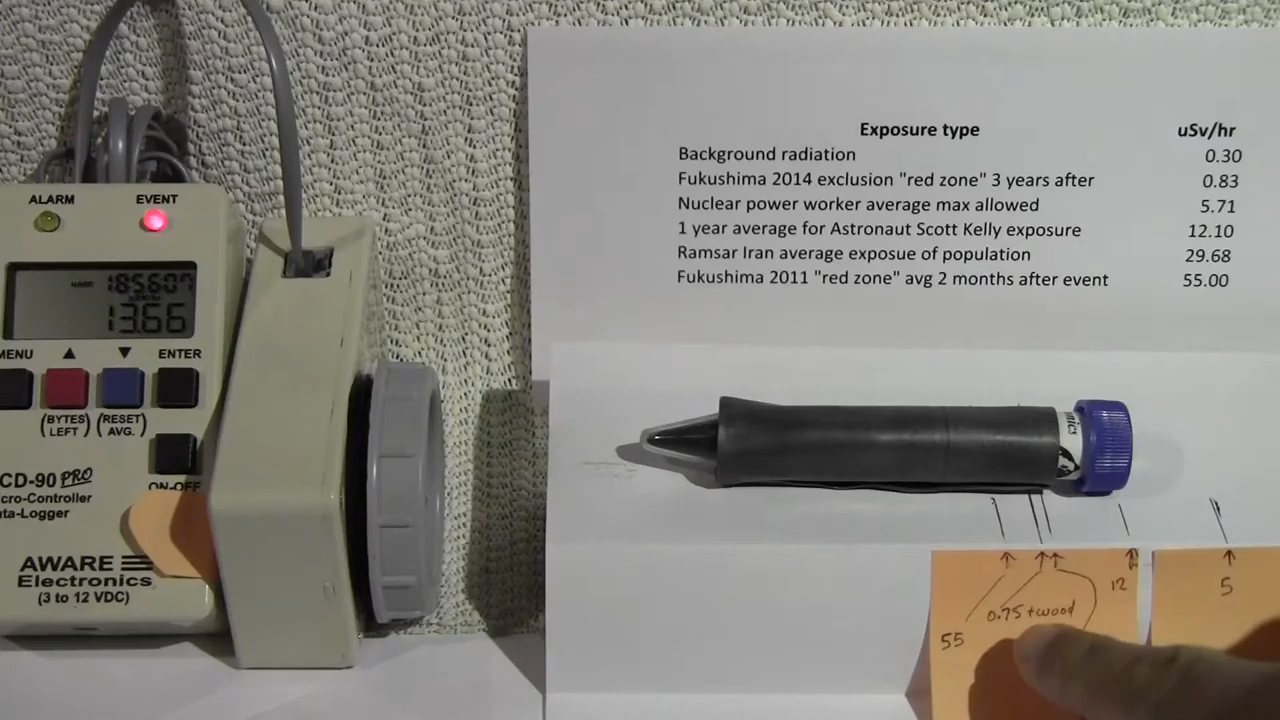 ALARM
EVENT
185.607
13.66
MENU
ENTER
(BYTES LEFT)
(RESET AVG.)
ON-OFF
CD-90 PRO
icro-Controller
ata-Logger
AWARE
Electronics
(3 to 12 VDC)
Exposure type uSv/hr
Background radiation 0.30
Fukushima 2014 exclusion "red zone" 3 years after 0.83
Nuclear power worker average max allowed 5.71
1 year average for Astronaut Scott Kelly exposure 12.10
Ramsar Iran average exposue of population 29.68
Fukushima 2011 "red zone" avg 2 months after event 55.00
12
5
0.75 + wood
55